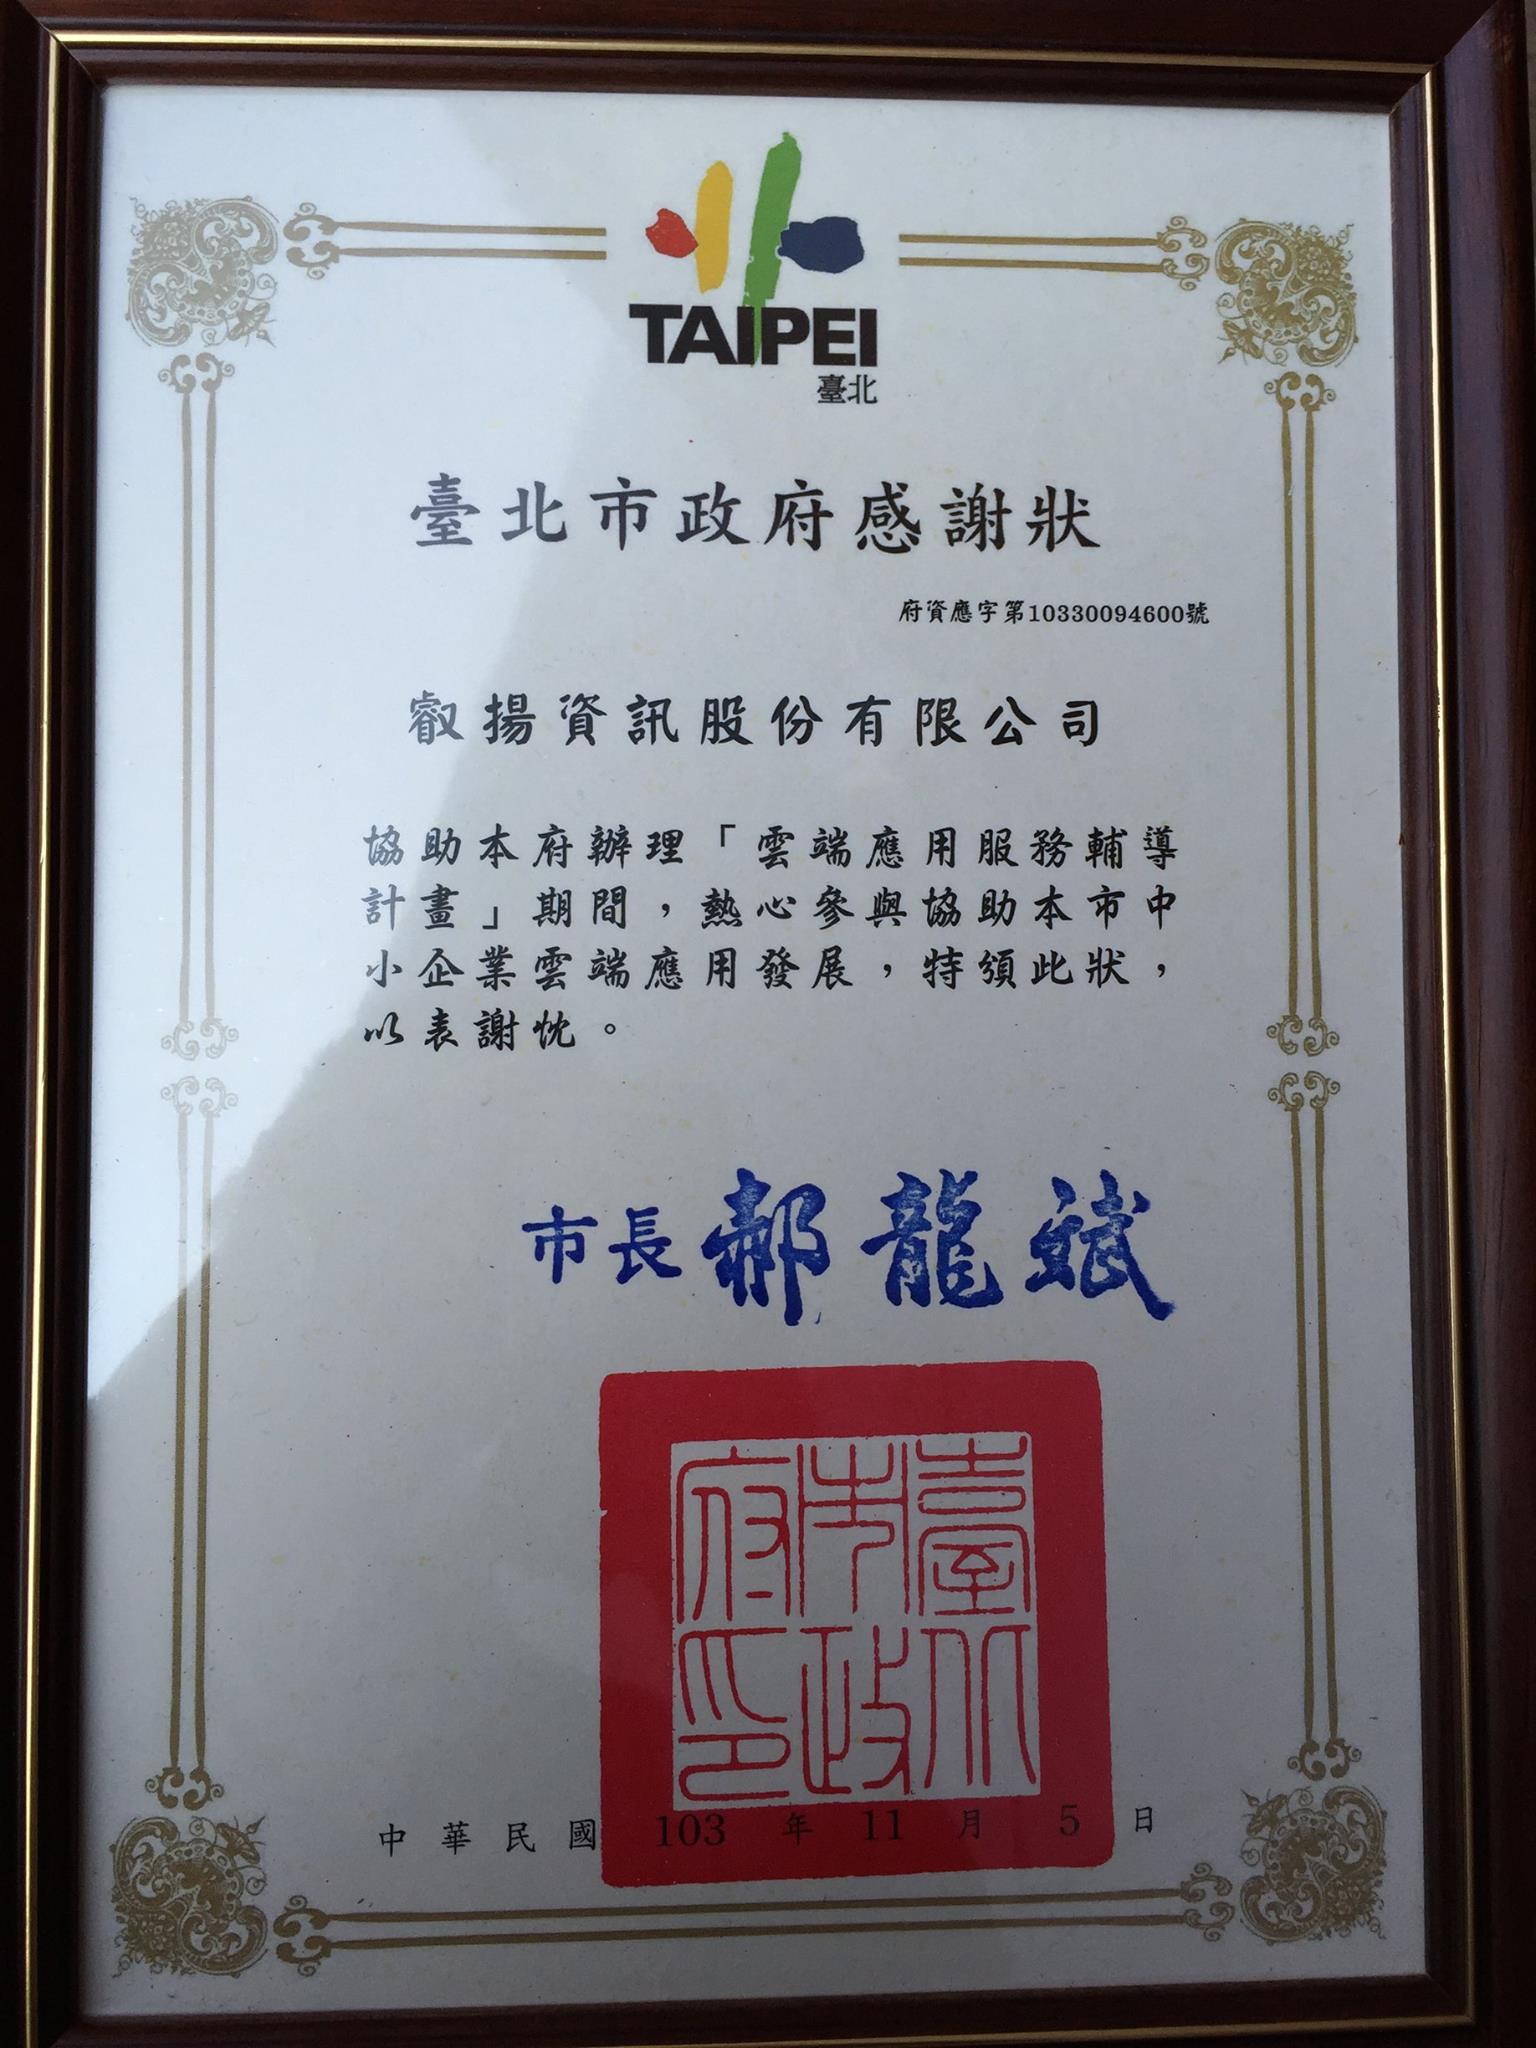 TAIPEI
臺北
臺北市政府感謝狀
府資應字第10330094600號
叡揚資訊股份有限公司
協助本府辦理「雲端應用服務輔導
計畫」期間，熱心參與協助本市中
小企業雲端應用發展，特頒此狀，
以表謝忱。
市長 郝龍斌
臺北市政府印
中華民國 103 年 11 月 5 日